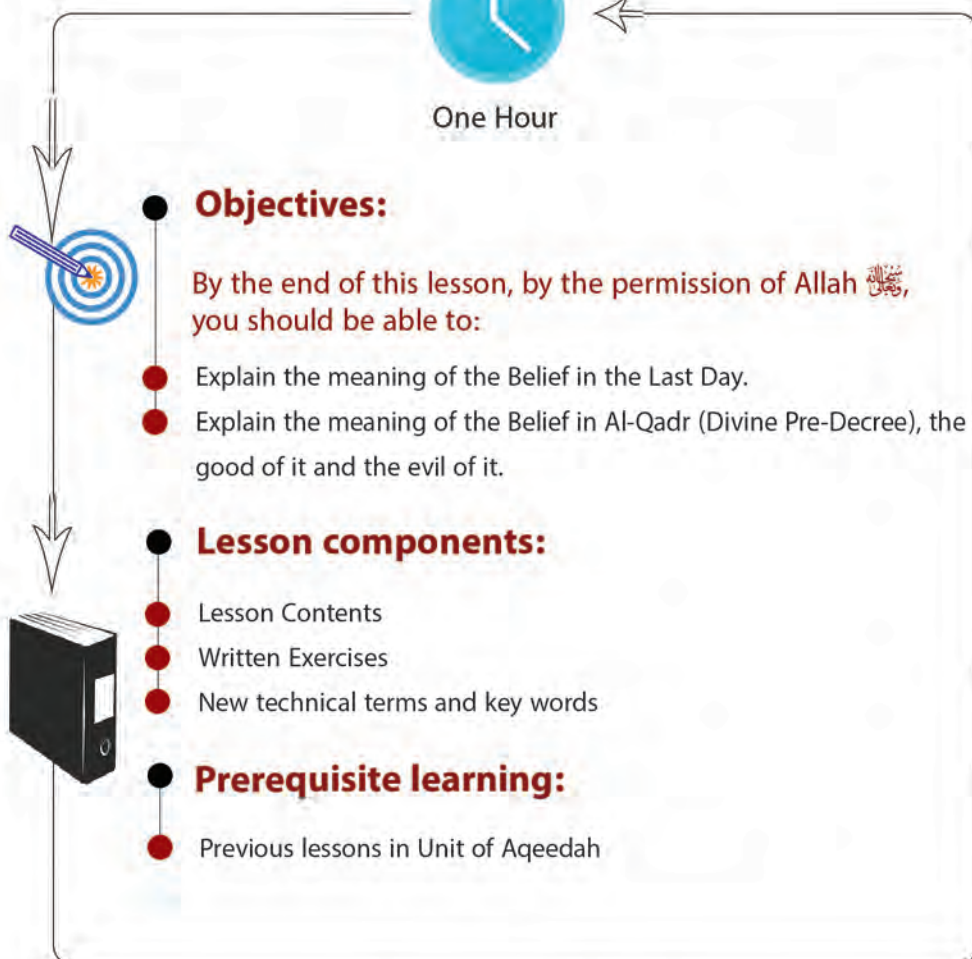 One Hour
Objectives:
By the end of this lesson, by the permission of Allah سبحانه وتعالى,
you should be able to:
Explain the meaning of the Belief in the Last Day.
Explain the meaning of the Belief in Al-Qadr (Divine Pre-Decree), the
good of it and the evil of it.
Lesson components:
Lesson Contents
Written Exercises
New technical terms and key words
Prerequisite learning:
Previous lessons in Unit of Aqeedah